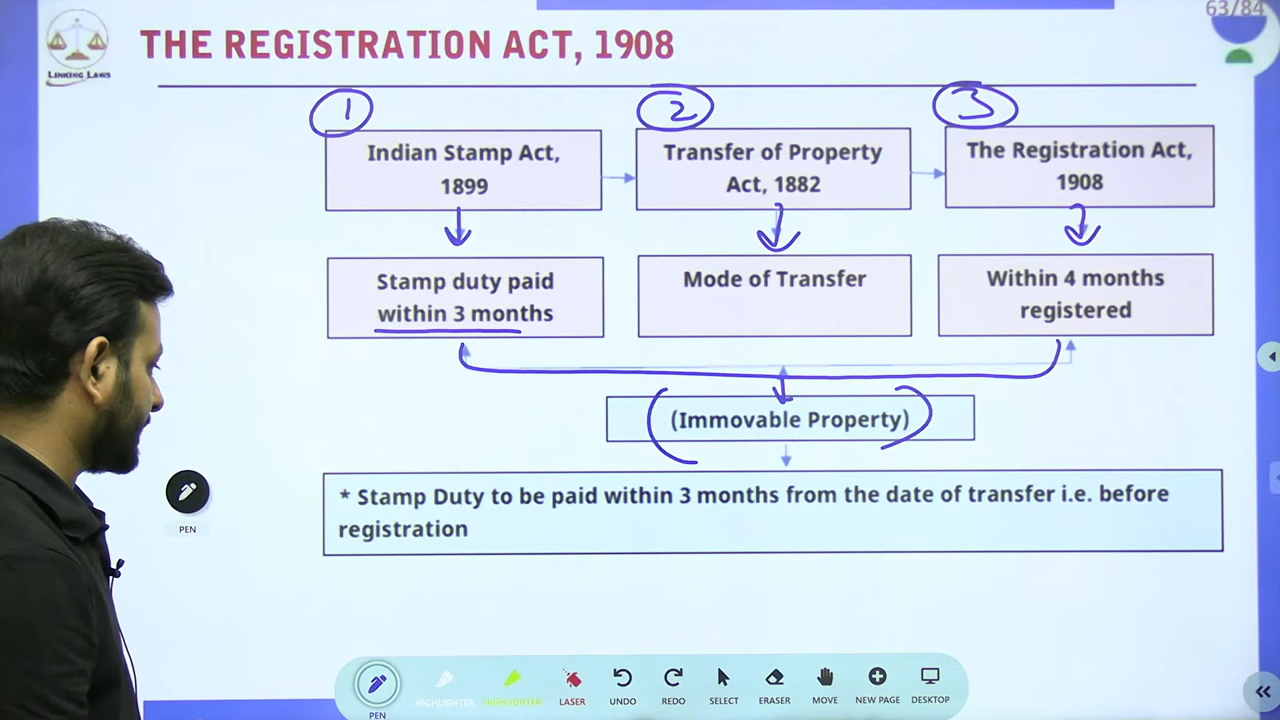 63/84
LINKING LAWS
THE REGISTRATION ACT, 1908
1
2
3
Indian Stamp Act,
1899
Transfer of Property
Act, 1882
The Registration Act,
1908
Stamp duty paid
within 3 months
Mode of Transfer
Within 4 months
registered
(Immovable Property)
* Stamp Duty to be paid within 3 months from the date of transfer i.e. before
registration
PEN
PEN
HIGHLIGHTER
HIGHLIGHTER
LASER
UNDO
REDO
SELECT
ERASER
MOVE
NEW PAGE
DESKTOP